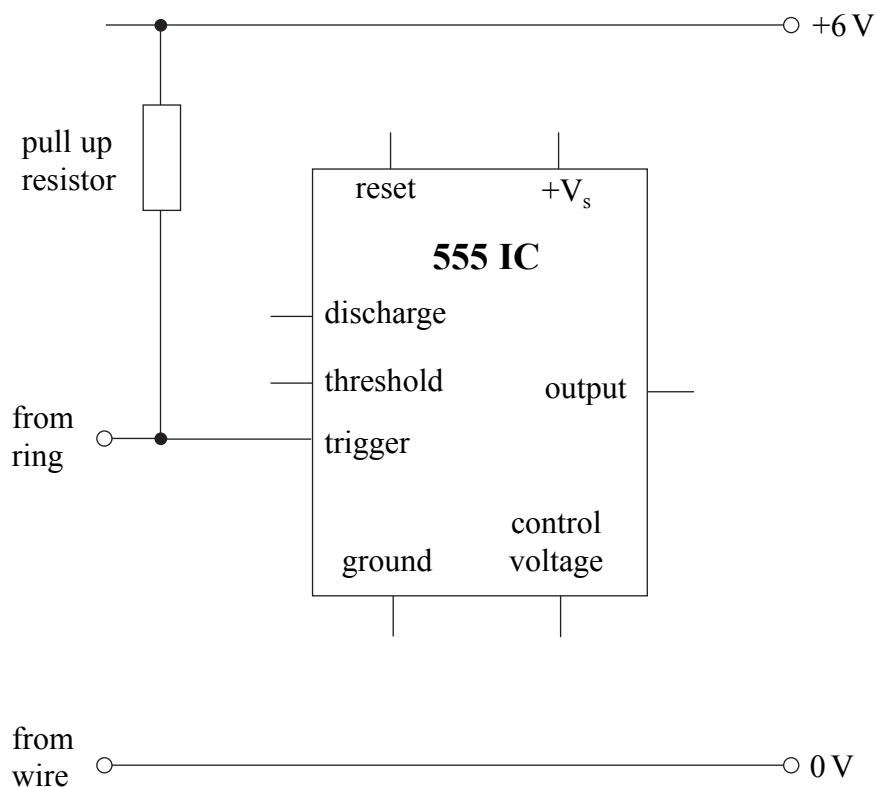 +6 V
pull up
resistor
reset
+Vs
555 IC
discharge
threshold
output
from
ring
trigger
control
ground
voltage
from
wire
0 V